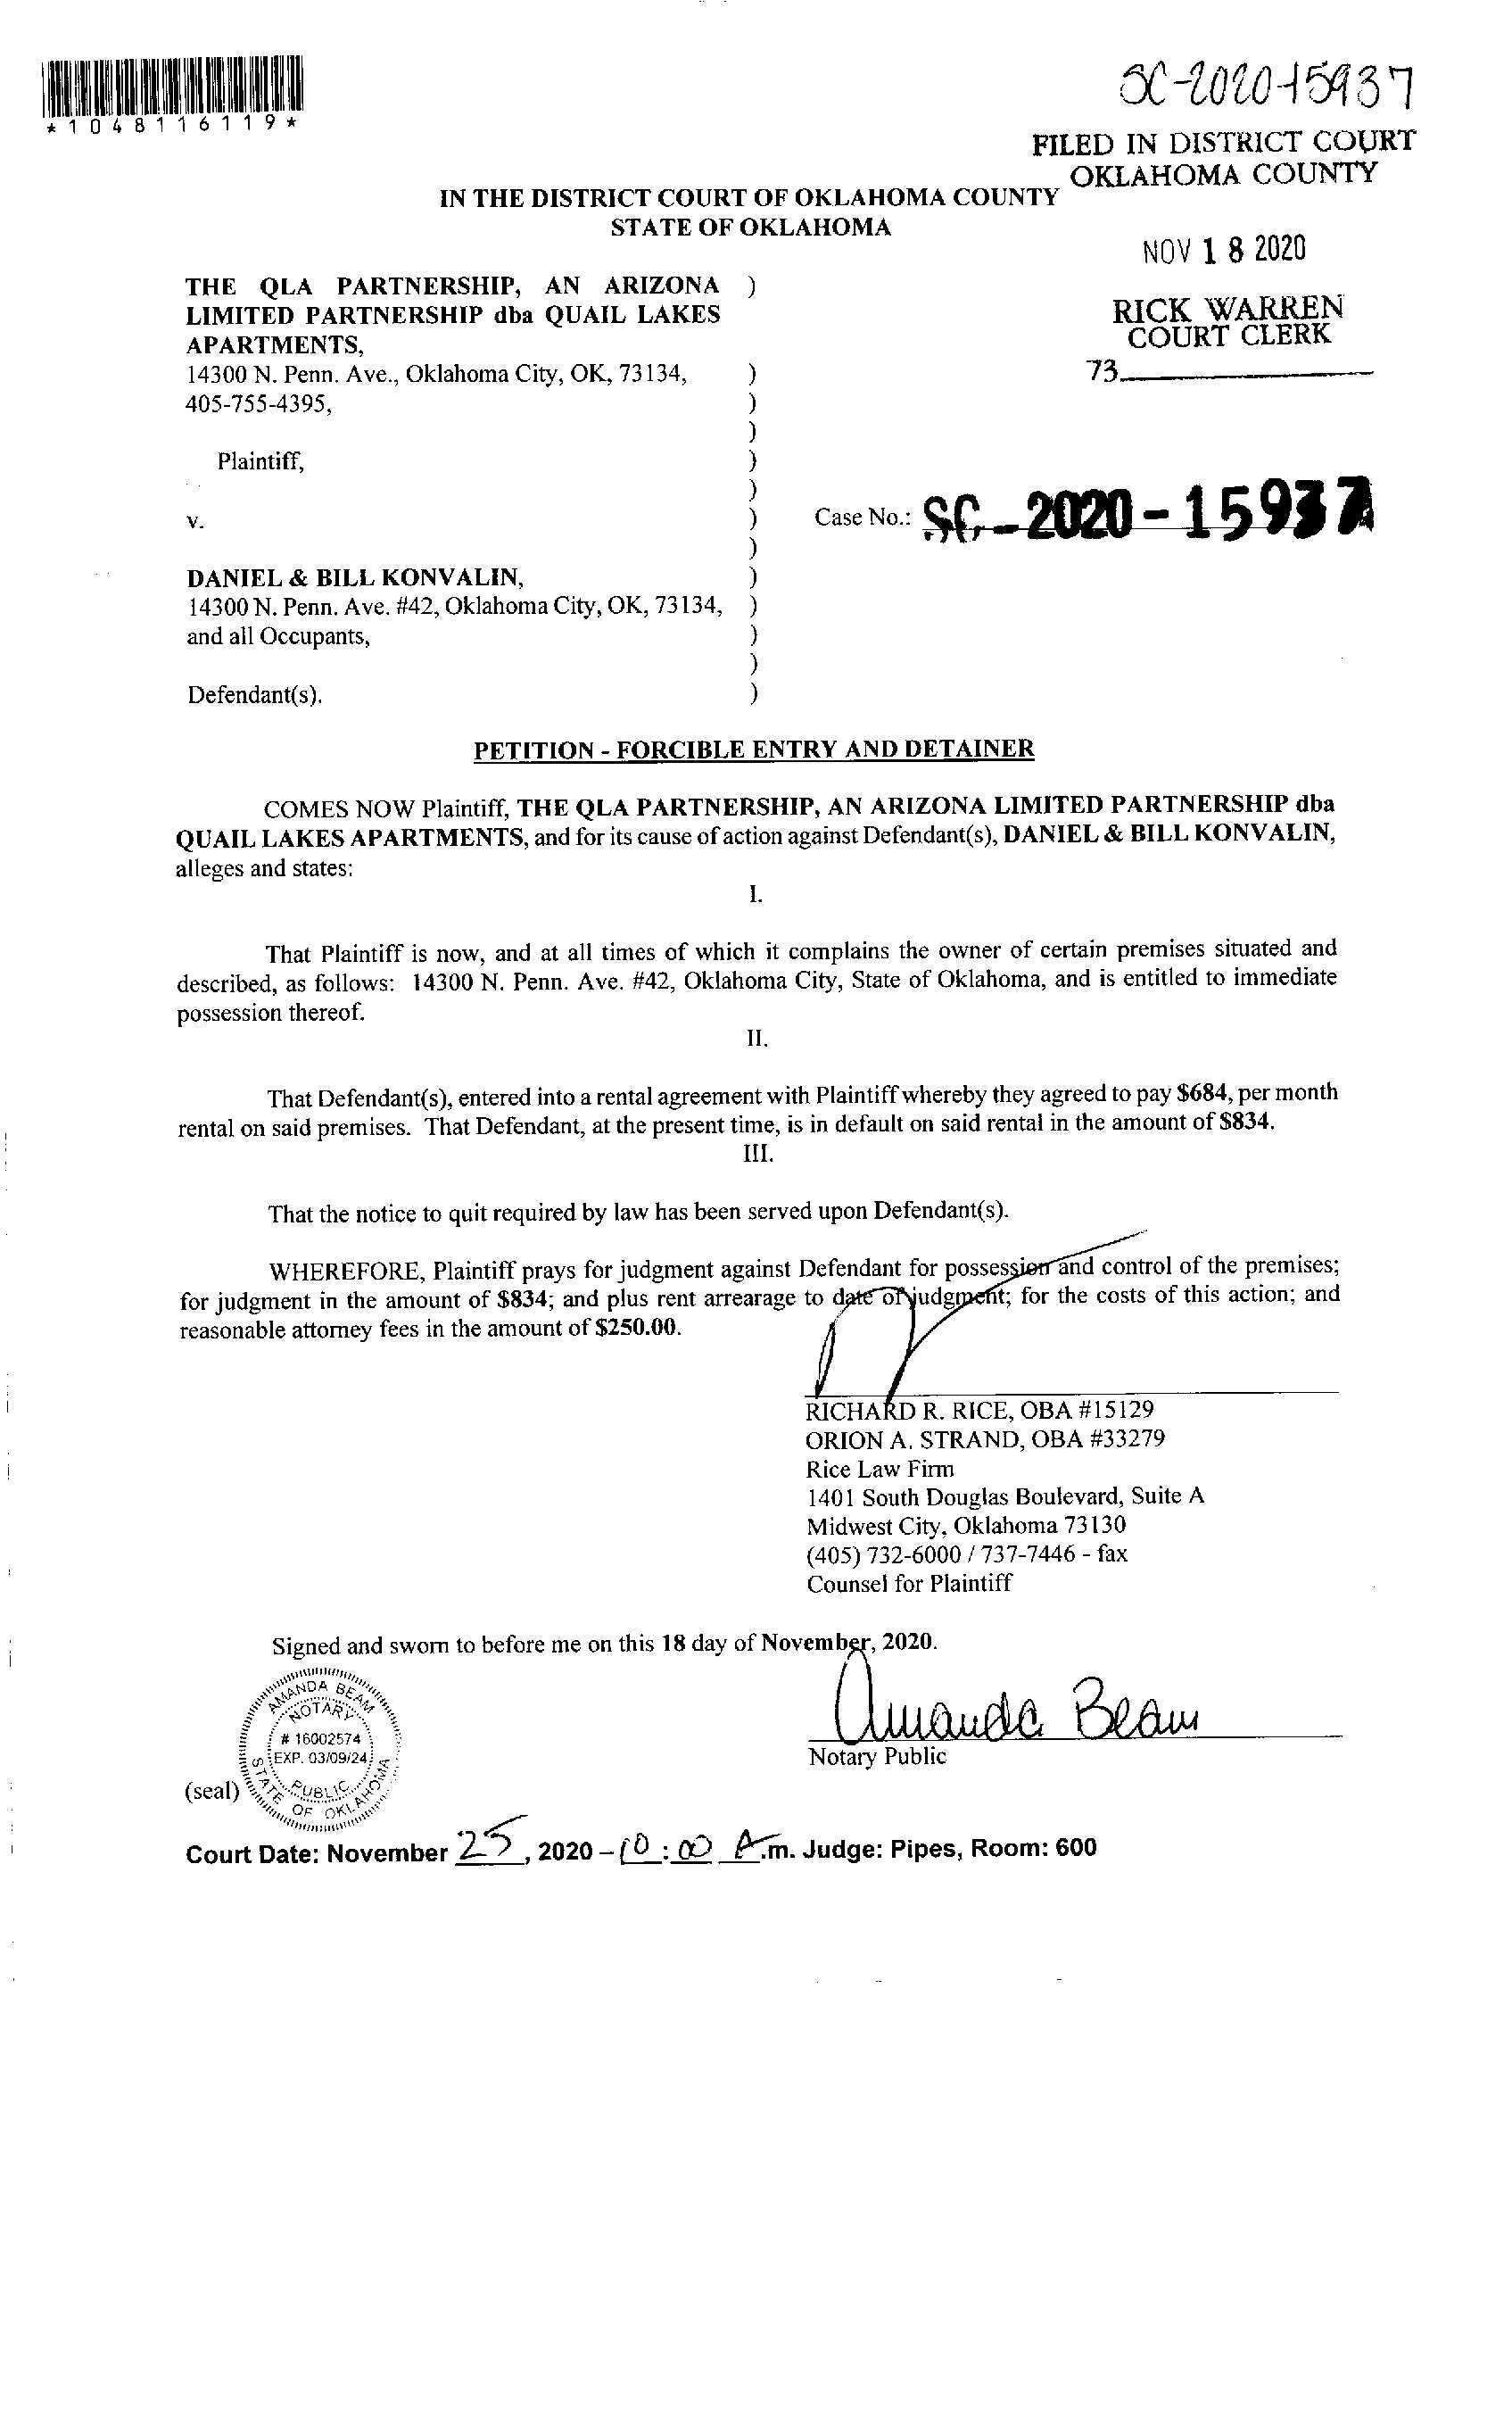 *1048116119*
SC-2020-15937
FILED IN DISTRICT COURT
OKLAHOMA COUNTY
IN THE DISTRICT COURT OF OKLAHOMA COUNTY
STATE OF OKLAHOMA
NOV 18 2020
RICK WARREN
COURT CLERK
73
THE QLA PARTNERSHIP, AN ARIZONA )
LIMITED PARTNERSHIP dba QUAIL LAKES
APARTMENTS,
14300 N. Penn. Ave., Oklahoma City, OK, 73134, )
405-755-4395, )
)
Plaintiff, )
)
v. ) Case No.: SC-2020-15937
)
DANIEL & BILL KONVALIN, )
14300 N. Penn. Ave. #42, Oklahoma City, OK, 73134, )
and all Occupants, )
)
Defendant(s). )
PETITION - FORCIBLE ENTRY AND DETAINER
COMES NOW Plaintiff, THE QLA PARTNERSHIP, AN ARIZONA LIMITED PARTNERSHIP dba
QUAIL LAKES APARTMENTS, and for its cause of action against Defendant(s), DANIEL & BILL KONVALIN,
alleges and states:
I.
That Plaintiff is now, and at all times of which it complains the owner of certain premises situated and
described, as follows: 14300 N. Penn. Ave. #42, Oklahoma City, State of Oklahoma, and is entitled to immediate
possession thereof.
II.
That Defendant(s), entered into a rental agreement with Plaintiff whereby they agreed to pay $684, per month
rental on said premises. That Defendant, at the present time, is in default on said rental in the amount of $834.
III.
That the notice to quit required by law has been served upon Defendant(s).
WHEREFORE, Plaintiff prays for judgment against Defendant for possession and control of the premises;
for judgment in the amount of $834; and plus rent arrearage to date of judgment; for the costs of this action; and
reasonable attorney fees in the amount of $250.00.
RICHARD R. RICE, OBA #15129
ORION A. STRAND, OBA #33279
Rice Law Firm
1401 South Douglas Boulevard, Suite A
Midwest City, Oklahoma 73130
(405) 732-6000 / 737-7446 - fax
Counsel for Plaintiff
Signed and sworn to before me on this 18 day of November, 2020.
Amanda Beam
Notary Public
AMANDA BEAM
NOTARY
# 16002574
EXP. 03/09/24
PUBLIC
STATE OF OKLAHOMA
(seal)
Court Date: November 25, 2020 – 10:00 A.m. Judge: Pipes, Room: 600